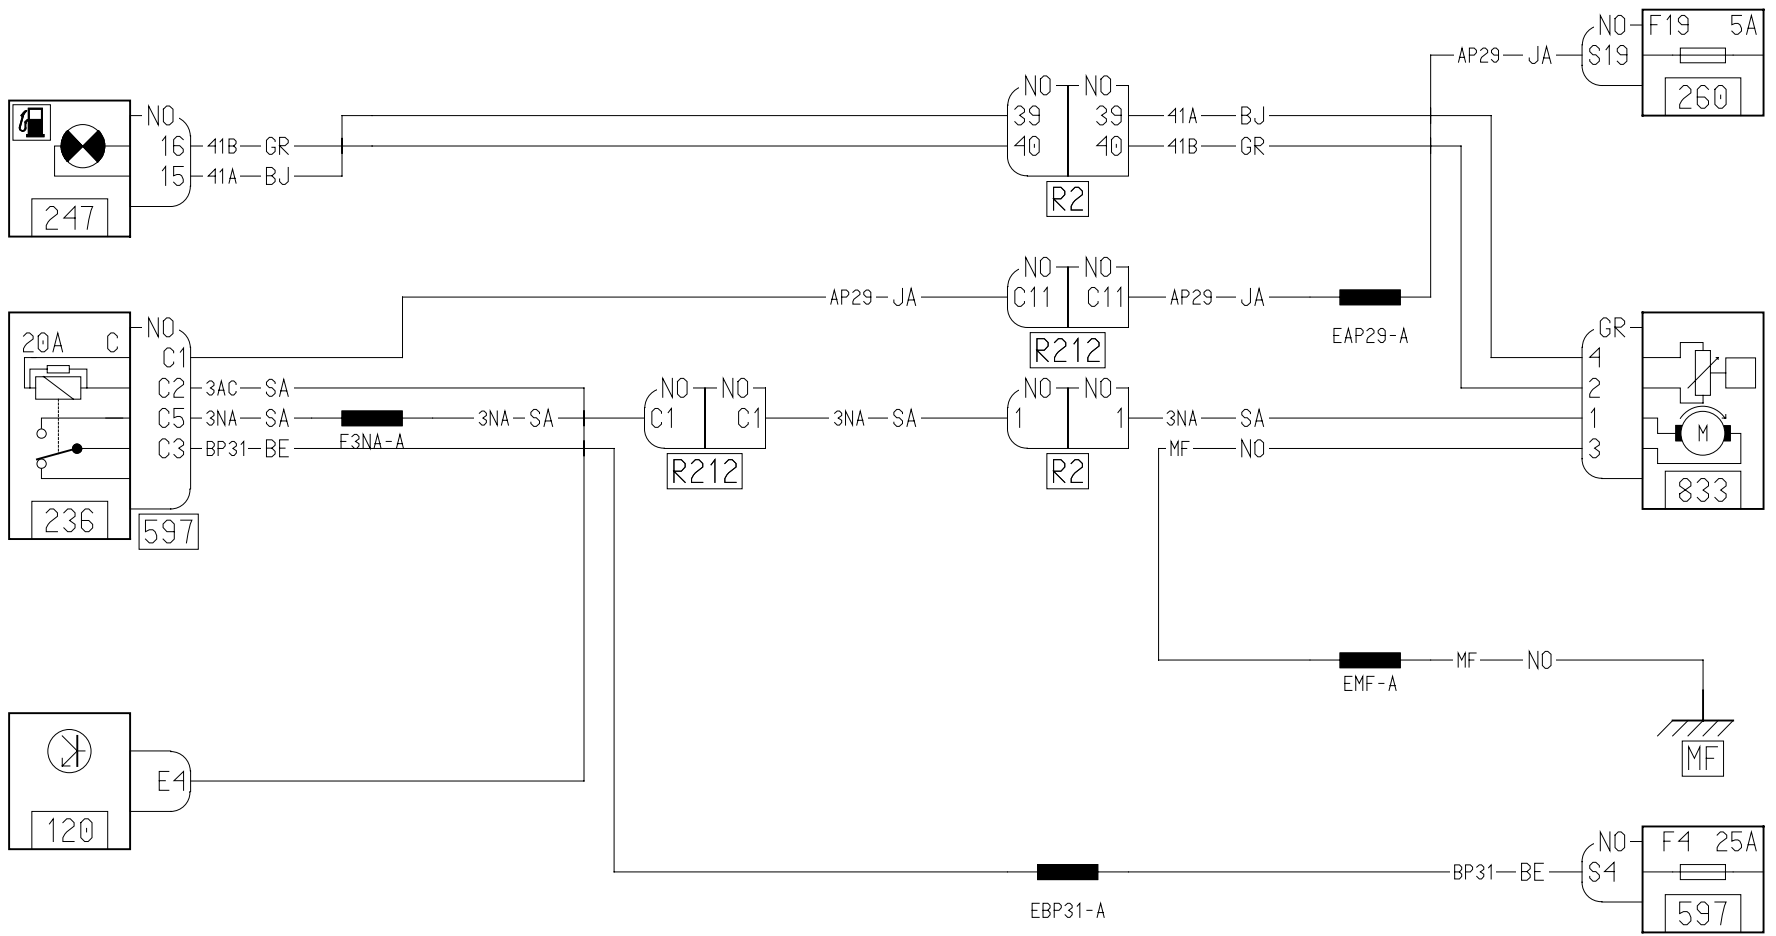 NO F19 5A
AP29 JA S19
260
NO NO
NO 39 39 41A BJ
16 41B GR 40 40 41B GR
15 41A BJ
R2
247
NO NO
AP29 JA C11 C11 AP29 JA
EAP29-A
R212
NO GR
20A C C1 4
C2 3AC SA NO NO NO NO 2
C5 3NA SA 3NA SA C1 C1 3NA SA 1 1 3NA SA 1
E3NA-A
C3 BP31 BE MF NO 3
M
R212 R2
833
236 597
MF NO
EMF-A
MF
E4
120
NO F4 25A
BP31 BE S4
EBP31-A
597